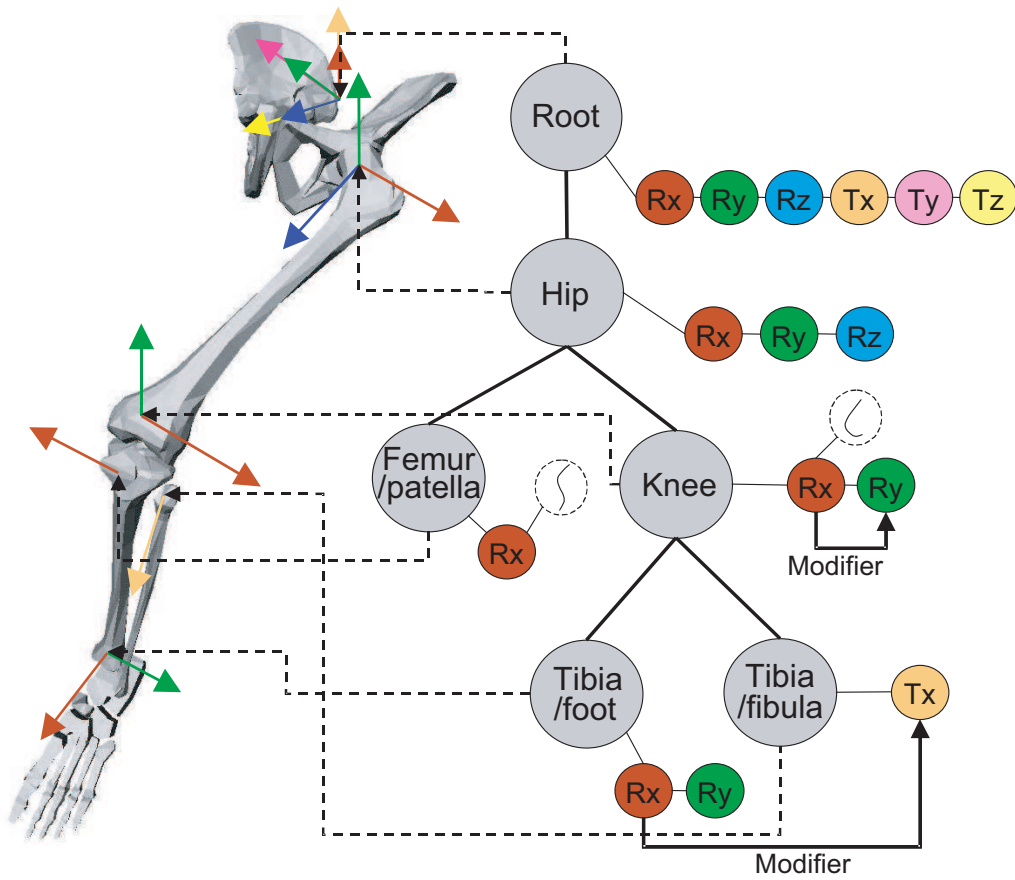 Root
Rx Ry Rz Tx Ty Tz
Hip
Rx Ry Rz
Femur
/patella
Rx
Knee
Rx Ry
Modifier
Tibia
/foot
Rx Ry
Tibia
/fibula
Tx
Modifier